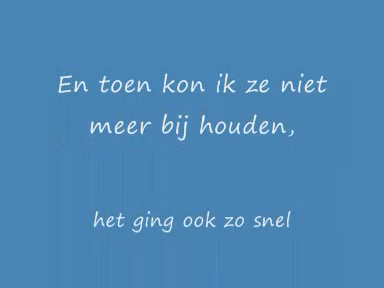 En toen kon ik ze niet
meer bij houden,
het ging ook zo snel